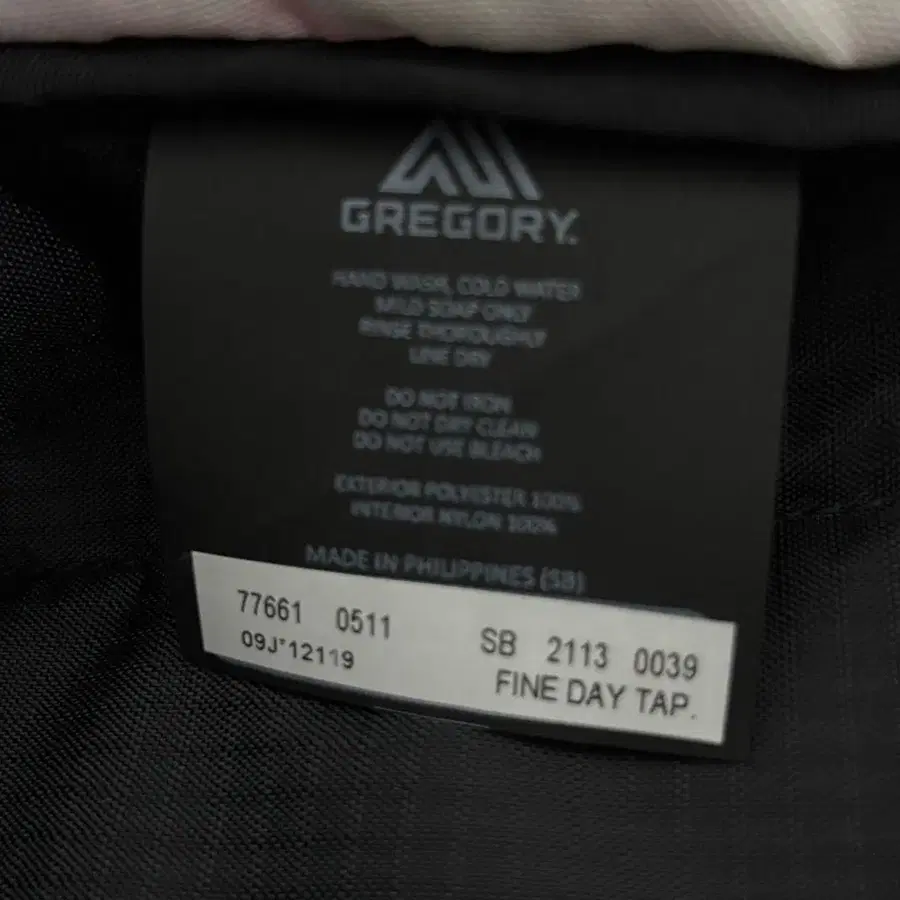 GREGORY.
HAND WASH, COLD WATER
MILD SOAP ONLY
RINSE THOROUGHLY
LINE DRY
DO NOT IRON
DO NOT DRY CLEAN
DO NOT USE BLEACH
EXTERIOR POLYESTER 100%
INTERIOR NYLON 100%
MADE IN PHILIPPINES (SB)
77661 0511 SB 2113 0039
09J*12119 FINE DAY TAP.